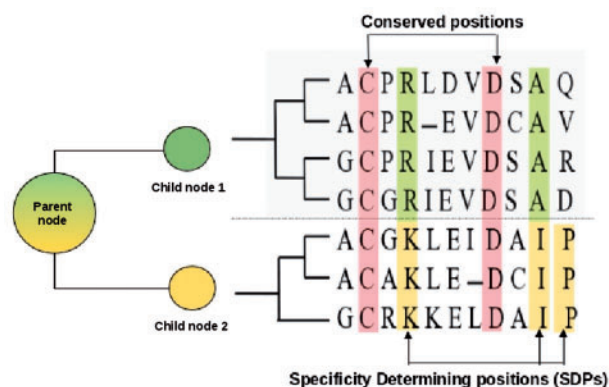 Conserved positions
A C P R L D V D S A Q
A C P R – E V D C A V
G C P R I E V D S A R
G C G R I E V D S A D
Child node 1
Parent
node
A C G K L E I D A I P
A C A K L E – D C I P
G C R K K E L D A I P
Child node 2
Specificity Determining positions (SDPs)